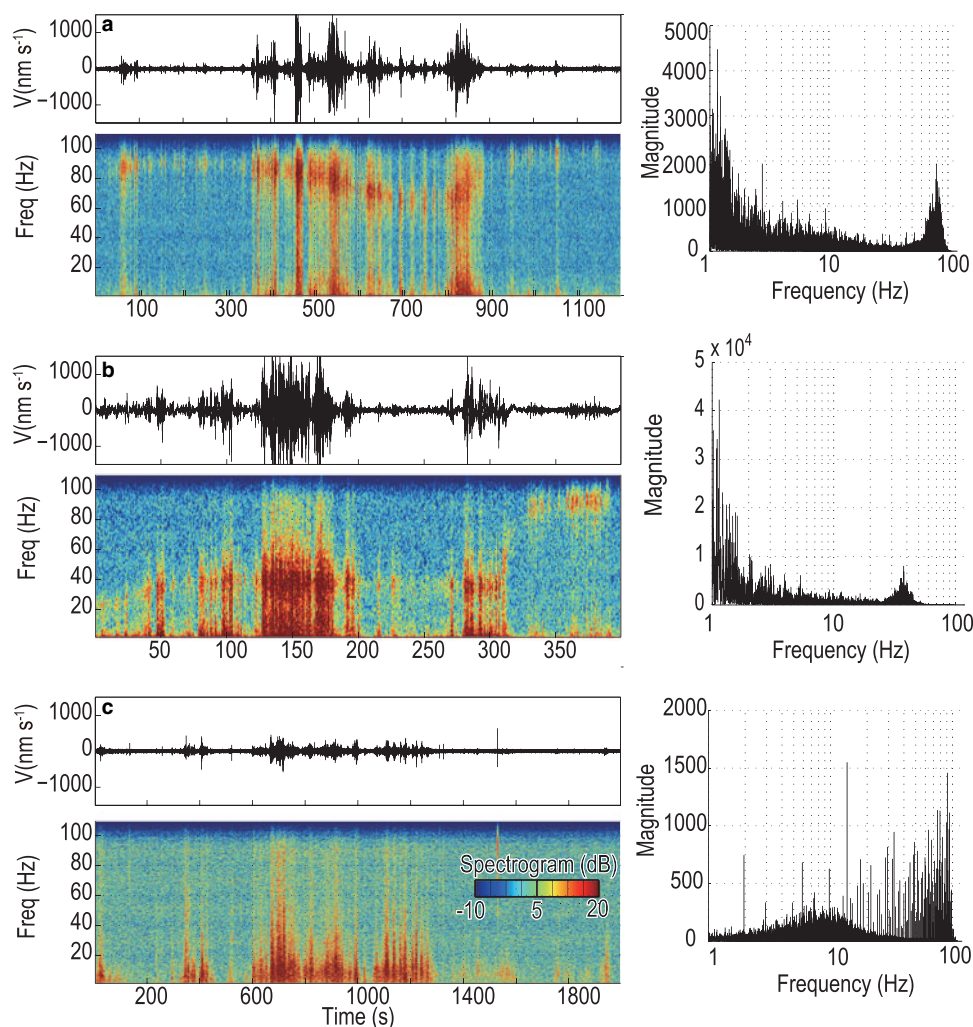 a
1000
0
−1000
V(nm s⁻¹)
100
80
60
40
20
Freq (Hz)
100 300 500 700 900 1100
5000
4000
3000
2000
1000
0
Magnitude
1 10 100
Frequency (Hz)
b
1000
0
−1000
V(nm s⁻¹)
100
80
60
40
20
Freq (Hz)
50 100 150 200 250 300 350
5 x 10⁴
4
3
2
1
0
Magnitude
1 10 100
Frequency (Hz)
c
1000
0
−1000
V(nm s⁻¹)
100
80
60
40
20
Freq (Hz)
Spectrogram (dB)
-10 5 20
200 600 1000 1400 1800
Time (s)
2000
1500
1000
500
0
Magnitude
1 10 100
Frequency (Hz)